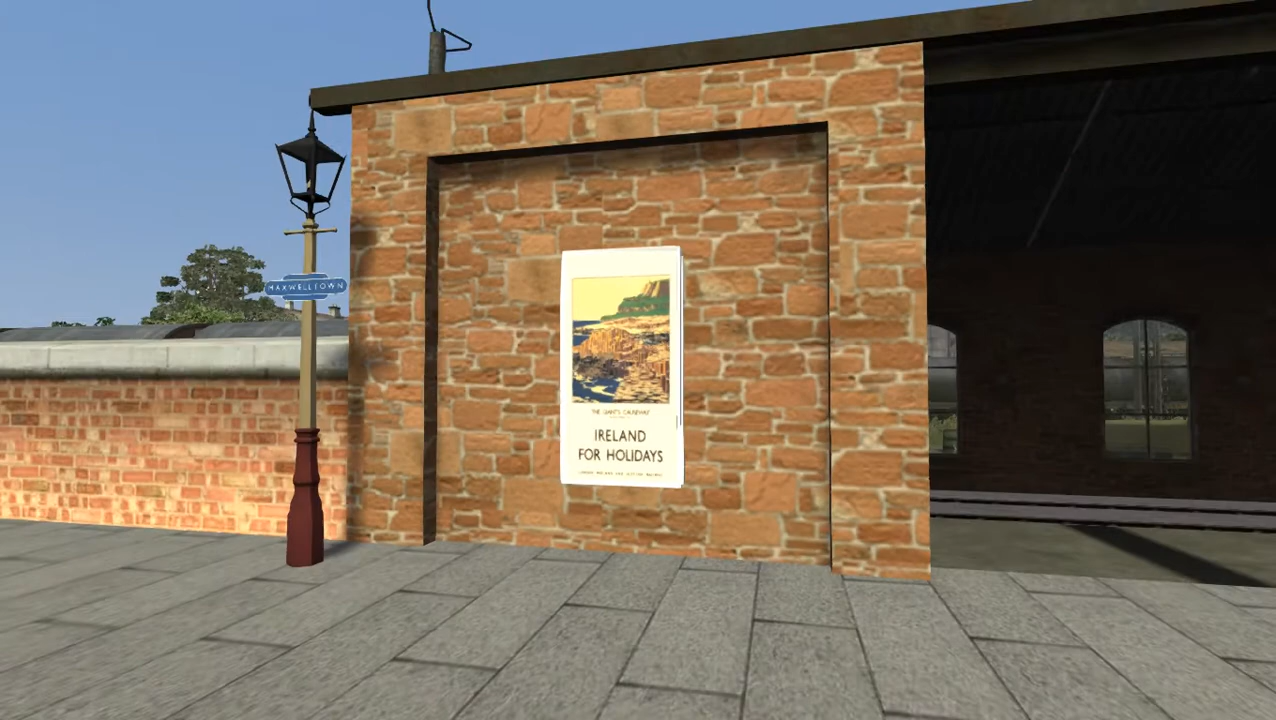 MAXWELLTOWN
THE GIANT'S CAUSEWAY
IRELAND
FOR HOLIDAYS